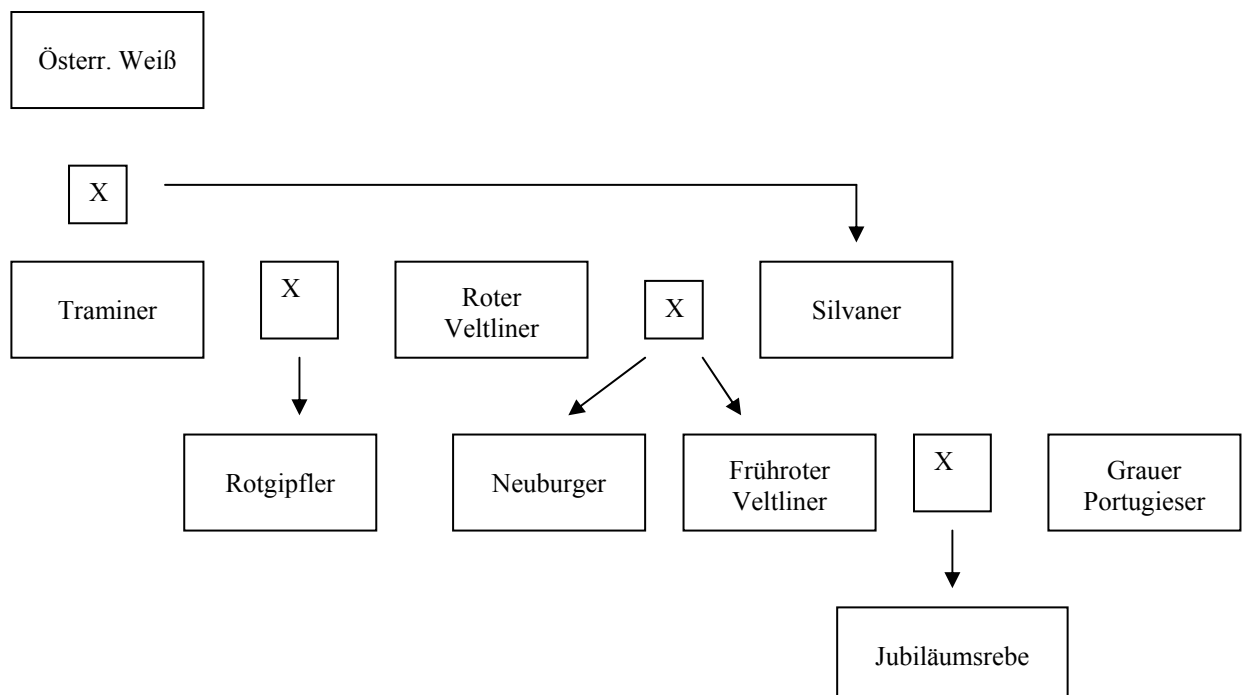 Österr. Weiß
X
Traminer
X
Roter
Veltliner
X
Silvaner
Rotgipfler
Neuburger
Frühroter
Veltliner
X
Grauer
Portugieser
Jubiläumsrebe